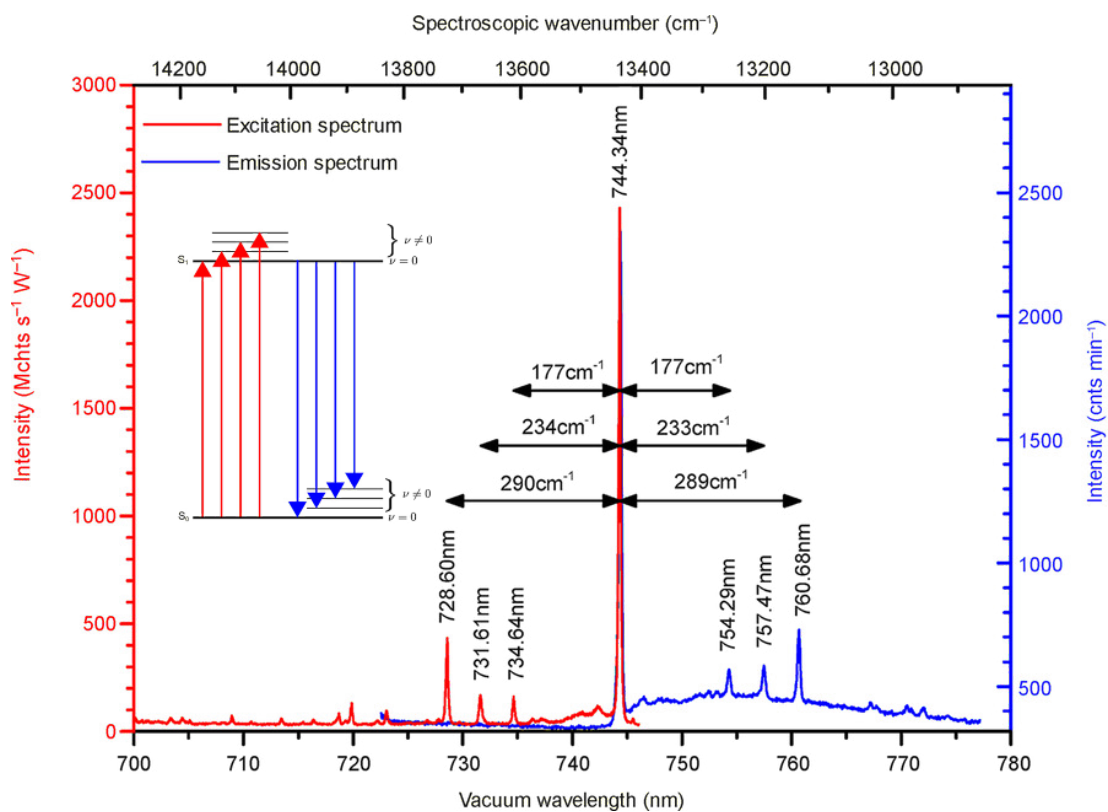 Spectroscopic wavenumber (cm⁻¹)
14200 14000 13800 13600 13400 13200 13000
3000
2500
2000
1500
1000
500
0
Intensity (Mchts s⁻¹ W⁻¹)
Excitation spectrum
Emission spectrum
S₁
ν ≠ 0
ν = 0
S₀
ν ≠ 0
ν = 0
744.34nm
177cm⁻¹ 177cm⁻¹
234cm⁻¹ 233cm⁻¹
290cm⁻¹ 289cm⁻¹
728.60nm
731.61nm
734.64nm
754.29nm
757.47nm
760.68nm
2500
2000
1500
1000
500
Intensity (cnts min⁻¹)
700 710 720 730 740 750 760 770 780
Vacuum wavelength (nm)